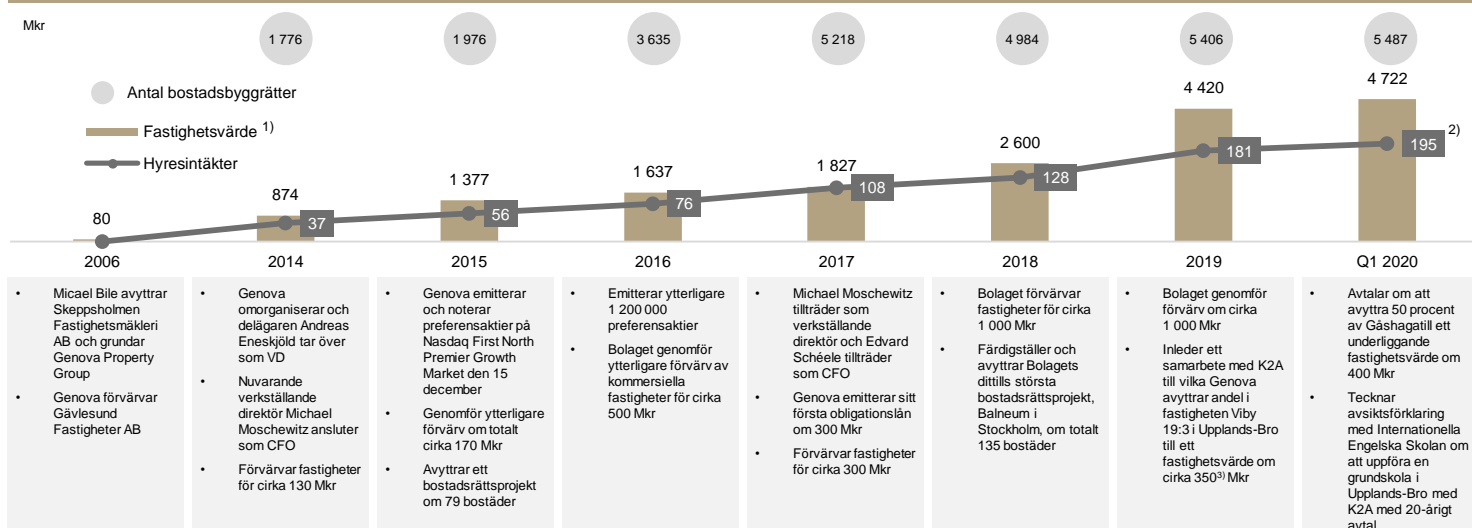 Mkr
1 776
1 976
3 635
5 218
4 984
5 406
5 487
Antal bostadsbyggrätter
Fastighetsvärde 1)
Hyresintäkter
80
874
1 377
1 637
1 827
2 600
4 420
4 722
37
56
76
108
128
181
195
2)
2006
2014
2015
2016
2017
2018
2019
Q1 2020
• Micael Bile avyttrar
Skeppsholmen
Fastighetsmäkleri
AB och grundar
Genova Property
Group
• Genova förvärvar
Gävlesund
Fastigheter AB
• Genova
omorganiserar och
delägaren Andreas
Eneskjöld tar över
som VD
• Nuvarande
verkställande
direktör Michael
Moschewitz ansluter
som CFO
• Förvärvar fastigheter
för cirka 130 Mkr
• Genova emitterar
och noterar
preferensaktier på
Nasdaq First North
Premier Growth
Market den 15
december
• Genomför ytterligare
förvärv om totalt
cirka 170 Mkr
• Avyttrar ett
bostadsrättsprojekt
om 79 bostäder
• Emitterar ytterligare
1 200 000
preferensaktier
• Bolaget genomför
ytterligare förvärv av
kommersiella
fastigheter för cirka
500 Mkr
• Michael Moschewitz
tillträder som
verkställande
direktör och Edvard
Schéele tillträder
som CFO
• Genova emitterar sitt
första obligationslån
om 300 Mkr
• Förvärvar fastigheter
för cirka 300 Mkr
• Bolaget förvärvar
fastigheter för cirka
1 000 Mkr
• Färdigställer och
avyttrar Bolagets
dittills största
bostadsrättsprojekt,
Balneum i
Stockholm, om totalt
135 bostäder
• Bolaget genomför
förvärv om cirka
1 000 Mkr
• Inleder ett
samarbete med K2A
till vilka Genova
avyttrar andel i
fastigheten Viby
19:3 i Upplands-Bro
till ett
fastighetsvärde om
cirka 3503) Mkr
• Avtalar om att
avyttra 50 procent
av Gåshagatill ett
underliggande
fastighetsvärde om
400 Mkr
• Tecknar
avsiktsförklaring
med Internationella
Engelska Skolan om
att uppföra en
grundskola i
Upplands-Bro med
K2A med 20-årigt
avtal